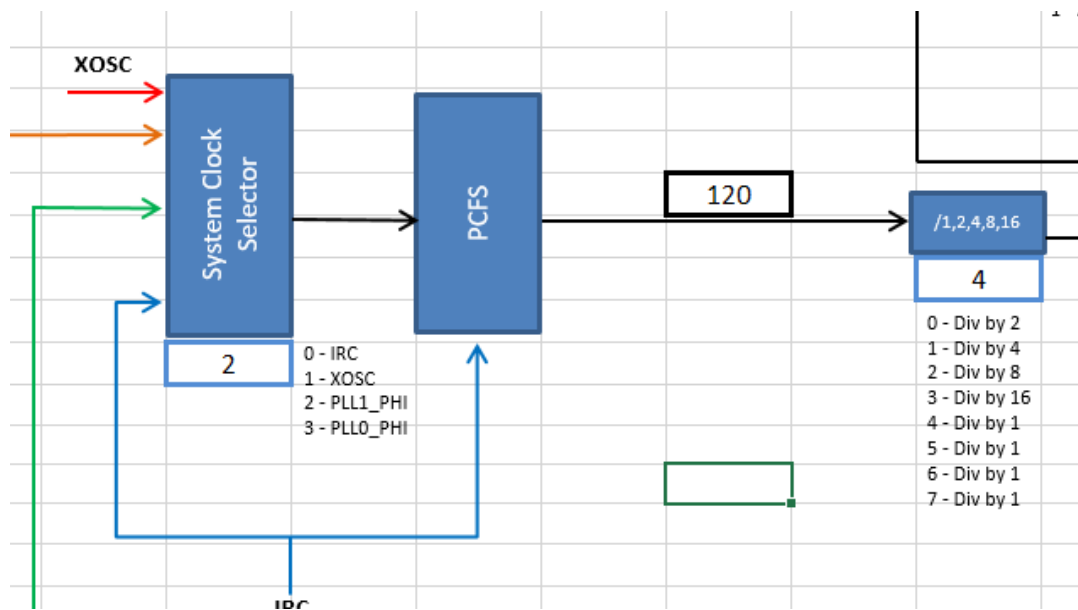 XOSC
System Clock
Selector
2
0 - IRC
1 - XOSC
2 - PLL1_PHI
3 - PLL0_PHI
PCFS
120
/1,2,4,8,16
4
0 - Div by 2
1 - Div by 4
2 - Div by 8
3 - Div by 16
4 - Div by 1
5 - Div by 1
6 - Div by 1
7 - Div by 1
IRC